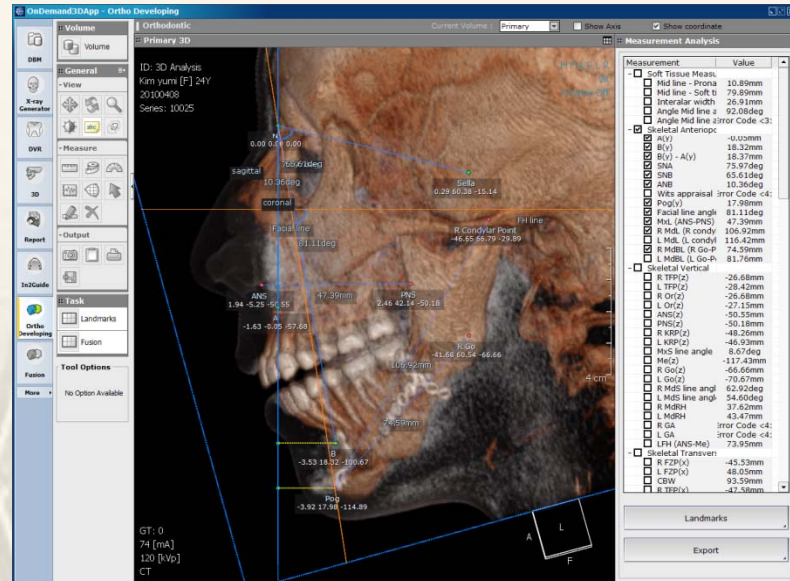 OnDemand3DApp - Ortho Developing
DBM
X-ray Generator
DVR
3D
Report
In2Guide
Ortho Developing
Fusion
More
Volume
Volume
General
View
abc
Measure
Output
Task
Landmarks
Fusion
Tool Options
No Option Available
Orthodontic
Current Volume :
Primary
Show Axis
Show coordinate
Primary 3D
ID: 3D Analysis
Kim yumi [F] 24Y
20100408
Series: 10025
N
0.00 0.00 0.00
sagittal
10.36deg
coronal
Sella
0.29 60.38 -15.14
FH line
R Condylar Point
-46.65 66.79 -29.89
Facial line
81.11deg
ANS
1.94 -5.25 -50.55
47.39mm
PNS
2.46 42.14 -50.18
A
-1.63 -0.05 -57.68
R Go
-41.68 60.54 -66.66
106.92mm
4 cm
74.59mm
B
-3.53 18.32 -100.67
Pog
-3.92 17.98 -114.89
GT: 0
74 [mA]
120 [kVp]
CT
A
L
F
Measurement Analysis
Measurement Value
Soft Tissue Measu
Mid line - Prona 10.89mm
Mid line - Soft t 79.89mm
Interalar width 26.91mm
Angle Mid line a 92.08deg
Angle Mid line a Error Code <3:
Skeletal Anteropo
A(y) -0.05mm
B(y) 18.32mm
B(y) - A(y) 18.37mm
SNA 75.97deg
SNB 65.61deg
ANB 10.36deg
Wits appraisal Error Code <4:
Pog(y) 17.98mm
Facial line angle 81.11deg
MxL (ANS-PNS) 47.39mm
R MdL (R condy 106.92mm
L MdL (L condyl 116.42mm
R MdBL (R Go-P 74.59mm
L MdBL (L Go-P 81.76mm
Skeletal Vertical
R TFP(z) -26.68mm
L TFP(z) -28.42mm
R Or(z) -26.68mm
L Or(z) -27.15mm
ANS(z) -50.55mm
PNS(z) -50.18mm
R KRP(z) -48.26mm
L KRP(z) -46.93mm
MxS line angle 8.67deg
Me(z) -117.43mm
R Go(z) -66.66mm
L Go(z) -70.67mm
R MdS line angl 62.92deg
L MdS line angl 54.60deg
R MdRH 37.62mm
L MdRH 43.47mm
R GA Error Code <4:
L GA Error Code <4:
LFH (ANS-Me) 73.95mm
Skeletal Transvers
R FZP(x) -45.53mm
L FZP(x) 48.05mm
CBW 93.59mm
R TFP(x) -47.58mm
Landmarks
Export